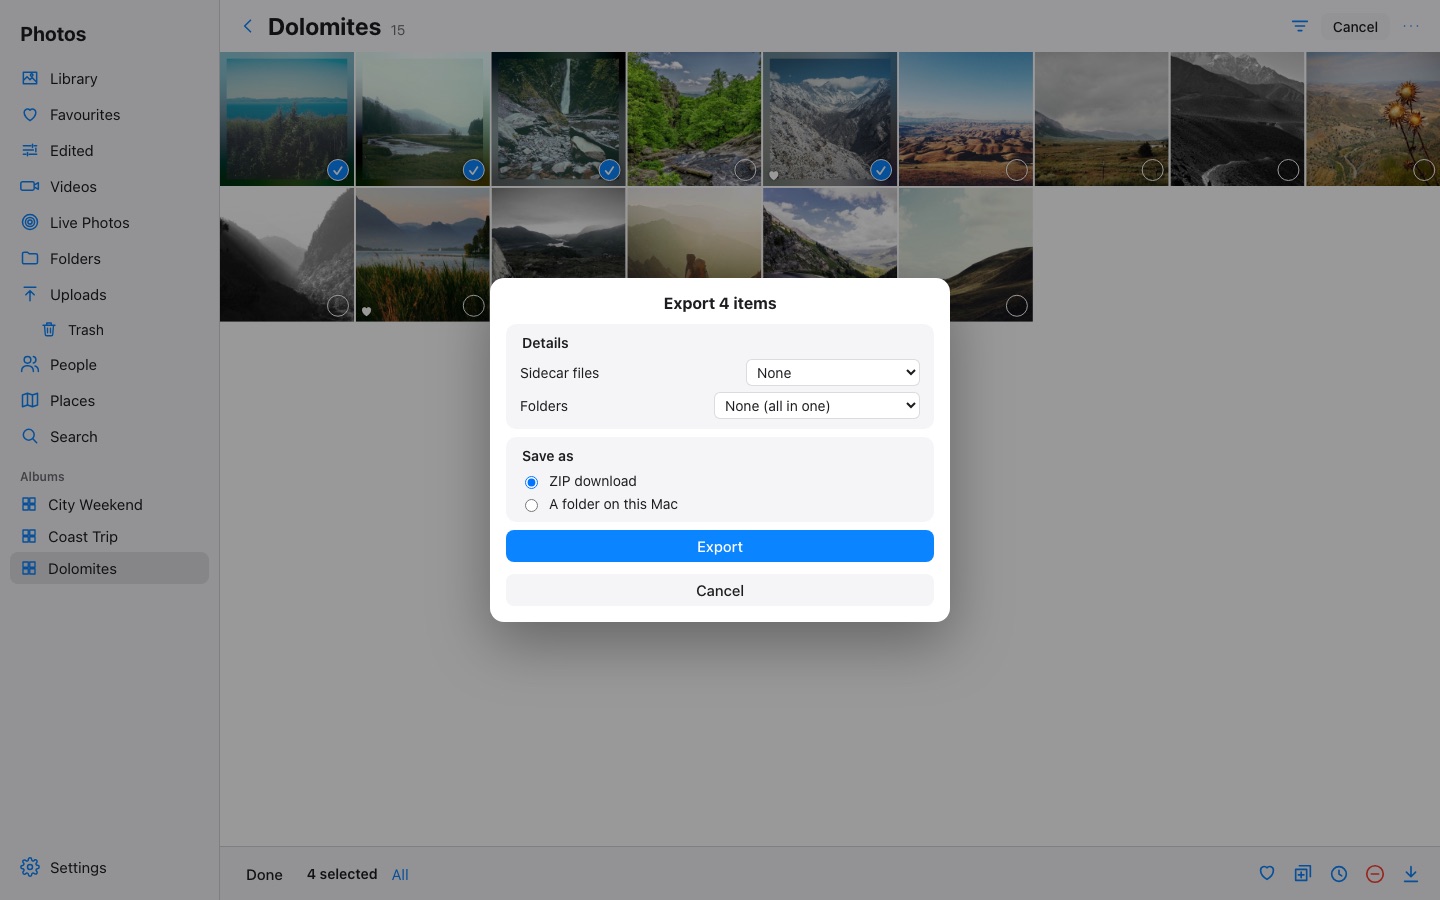 Photos
Library
Favourites
Edited
Videos
Live Photos
Folders
Uploads
Trash
People
Places
Search
Albums
City Weekend
Coast Trip
Dolomites
Settings
Dolomites 15
Cancel
Export 4 items
Details
Sidecar files None
Folders None (all in one)
Save as
ZIP download
A folder on this Mac
Export
Cancel
Done 4 selected All